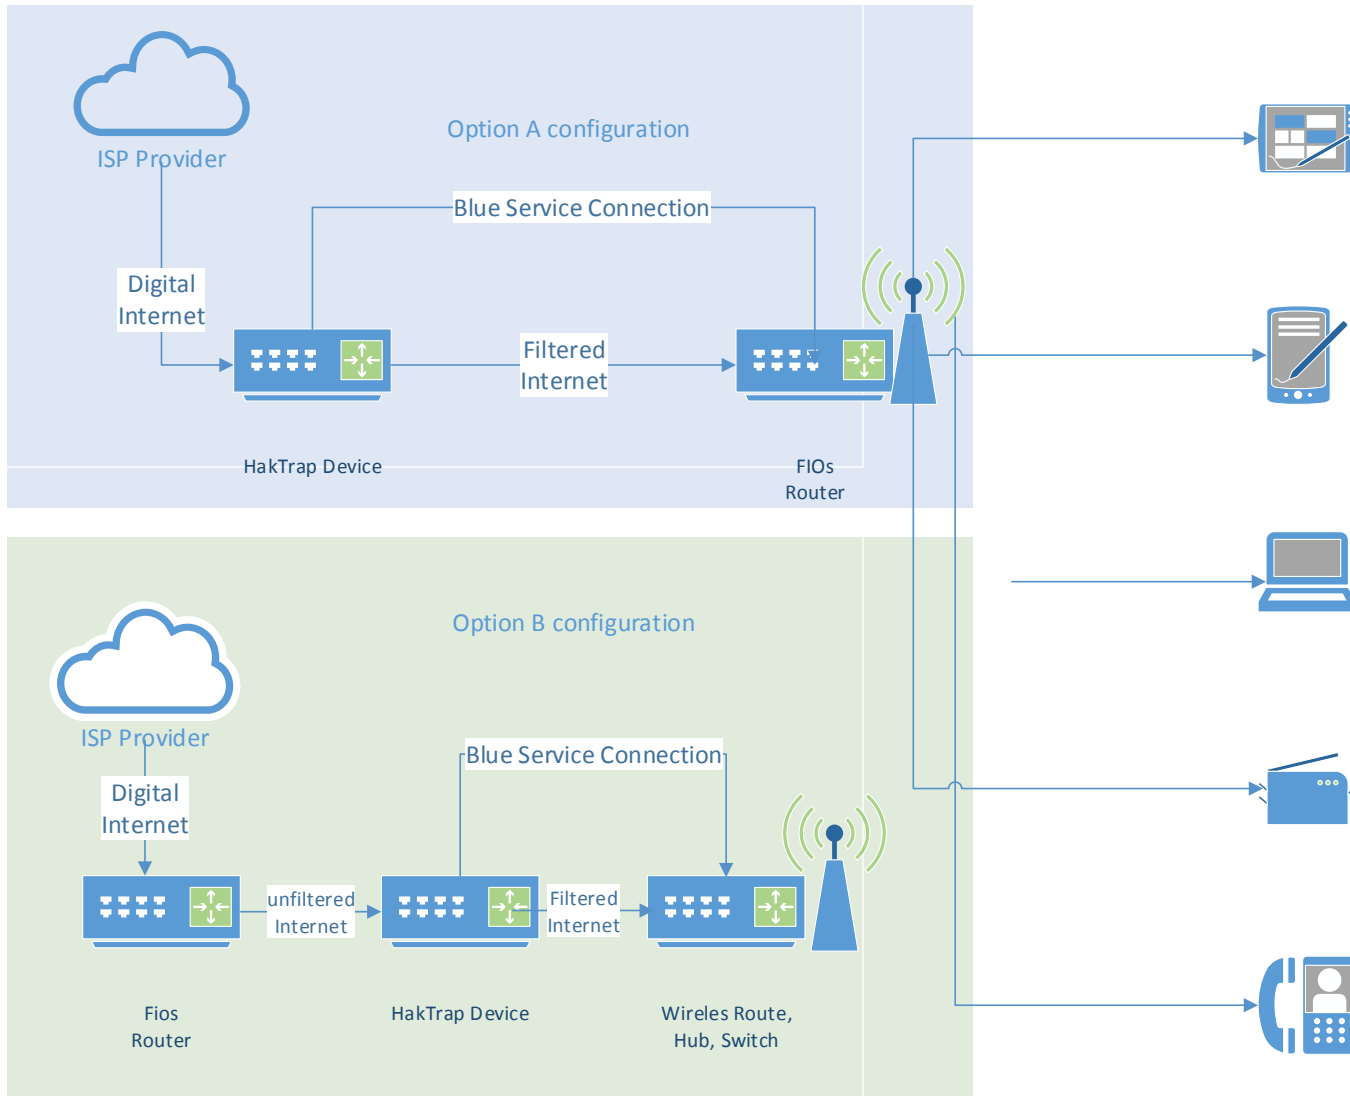 ISP Provider
Option A configuration
Blue Service Connection
Digital
Internet
Filtered
Internet
HakTrap Device
FIOs
Router
Option B configuration
ISP Provider
Blue Service Connection
Digital
Internet
unfiltered
Internet
Filtered
Internet
Fios
Router
HakTrap Device
Wireles Route,
Hub, Switch